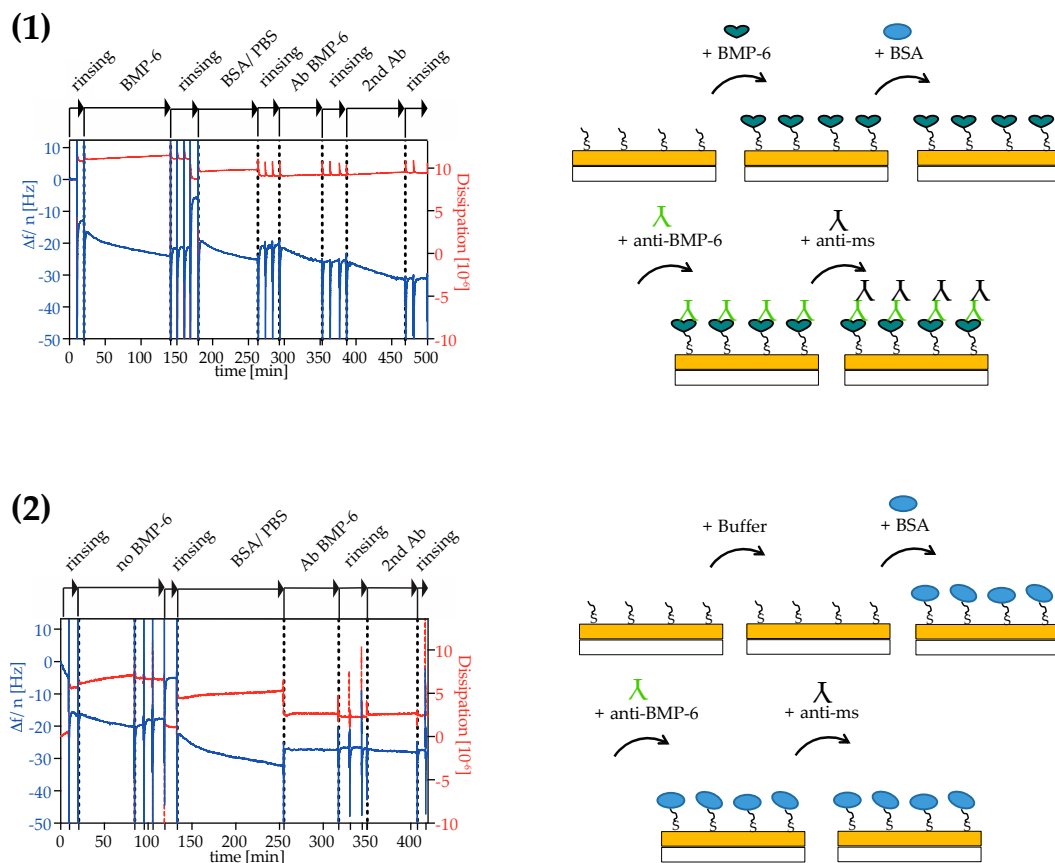 (1)
rinsing
BMP-6
rinsing
BSA/ PBS
rinsing
Ab BMP-6
rinsing
2nd Ab
rinsing
10
0
-10
-20
-30
-40
-50
Δf/ n [Hz]
10
5
0
-5
-10
Dissipation [10⁻⁶]
0 50 100 150 200 250 300 350 400 450 500
time [min]
+ BMP-6
+ BSA
S S S S
S S S S
S S S S
+ anti-BMP-6
+ anti-ms
S S S S
S S S S
(2)
rinsing
no BMP-6
rinsing
BSA/ PBS
Ab BMP-6
rinsing
2nd Ab
rinsing
10
0
-10
-20
-30
-40
-50
Δf/ n [Hz]
10
5
0
-5
-10
Dissipation [10⁻⁶]
0 50 100 150 200 250 300 350 400
time [min]
+ Buffer
+ BSA
S S S S
S S S S
S S S S
+ anti-BMP-6
+ anti-ms
S S S S
S S S S